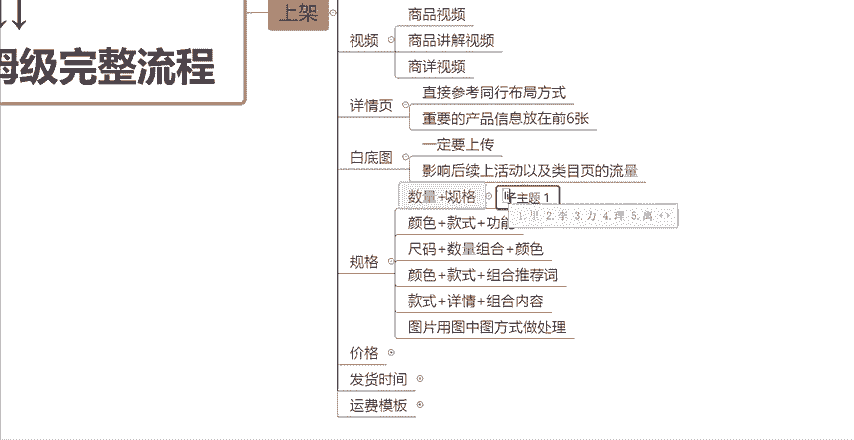 上架
姆级完整流程
视频
商品视频
商品讲解视频
商详视频
详情页
直接参考同行布局方式
重要的产品信息放在前6张
白底图
一定要上传
影响后续上活动以及类目页的流量
规格
数量+规格
子主题 1
1.里 2.李 3.力 4.理 5.离
颜色+款式+功能
尺码+数量组合+颜色
颜色+款式+组合推荐词
款式+详情+组合内容
图片用图中图方式做处理
价格
发货时间
运费模板